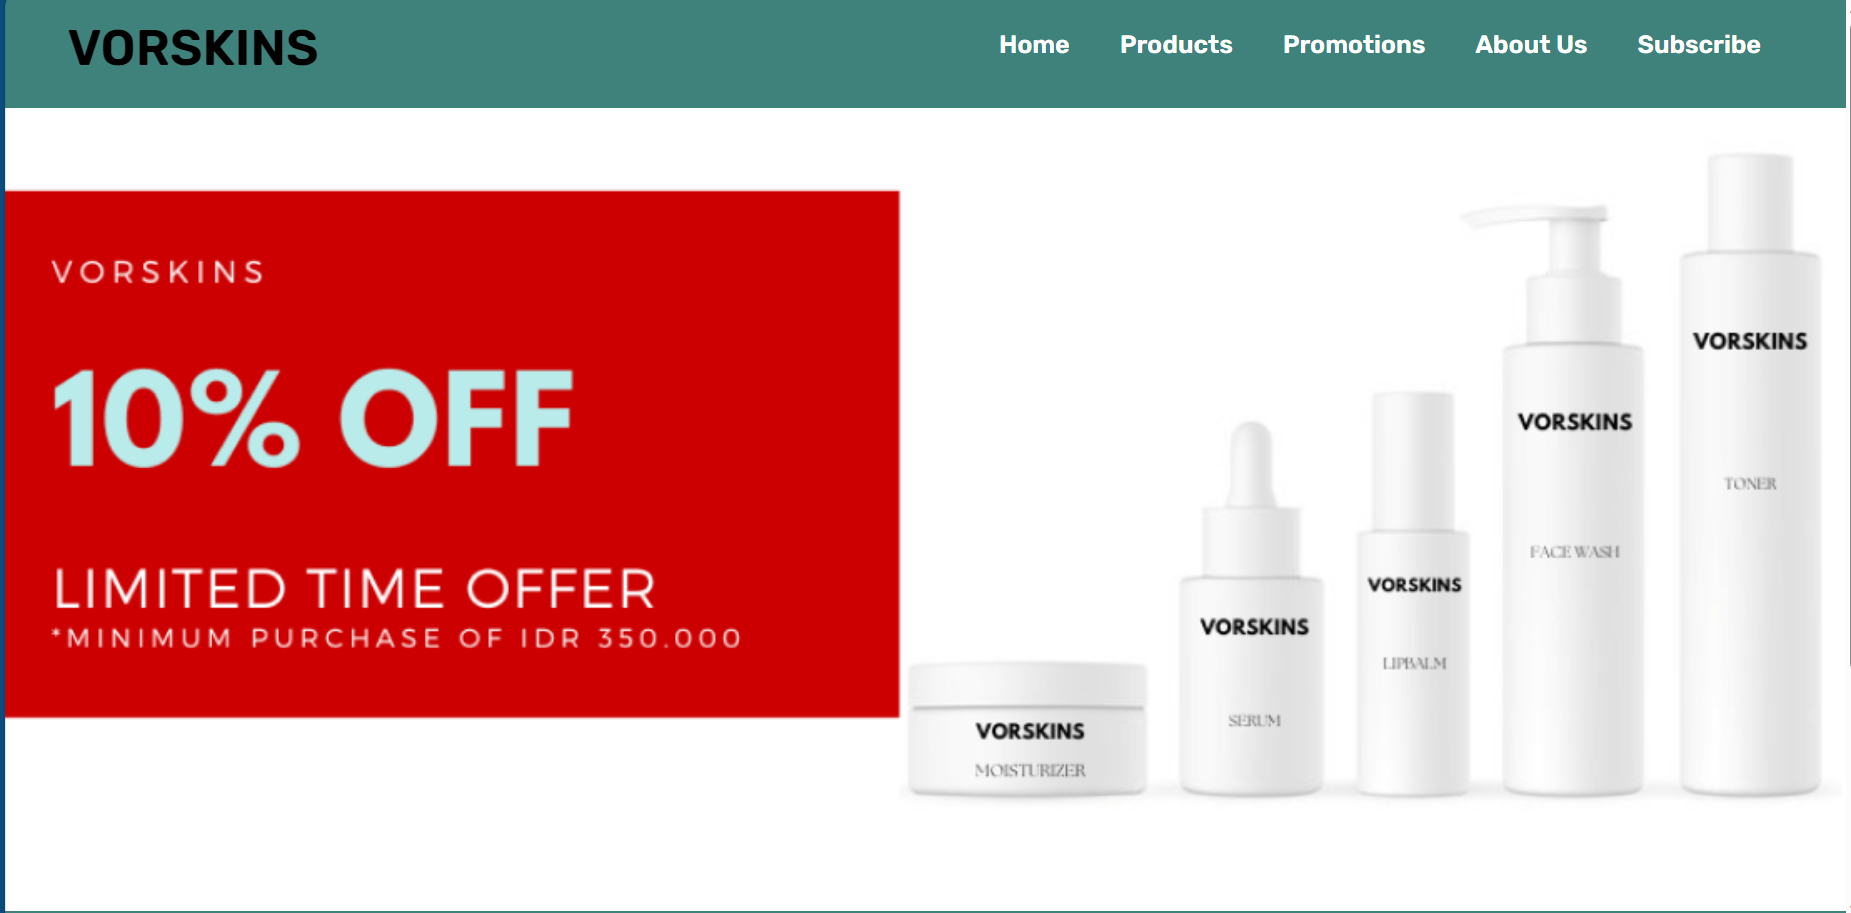 VORSKINS
Home Products Promotions About Us Subscribe
VORSKINS
10% OFF
LIMITED TIME OFFER
*MINIMUM PURCHASE OF IDR 350.000
VORSKINS
MOISTURIZER
VORSKINS
SERUM
VORSKINS
LIPBALM
VORSKINS
FACE WASH
VORSKINS
TONER